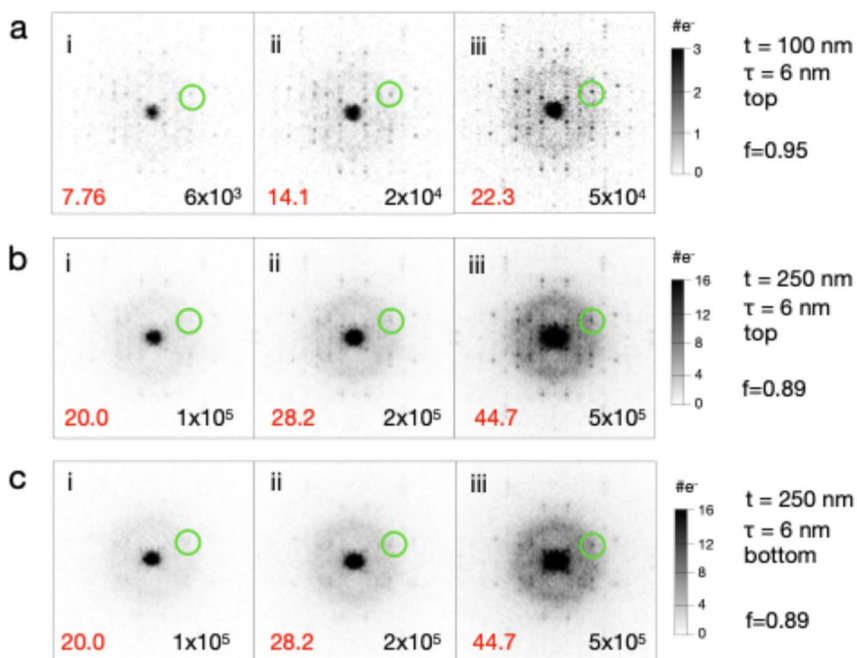 a
i
ii
iii
7.76
6x10³
14.1
2x10⁴
22.3
5x10⁴
#e⁻
3
2
1
0
t = 100 nm
τ = 6 nm
top
f=0.95
b
i
ii
iii
20.0
1x10⁵
28.2
2x10⁵
44.7
5x10⁵
#e⁻
16
12
8
4
0
t = 250 nm
τ = 6 nm
top
f=0.89
c
i
ii
iii
20.0
1x10⁵
28.2
2x10⁵
44.7
5x10⁵
#e⁻
16
12
8
4
0
t = 250 nm
τ = 6 nm
bottom
f=0.89